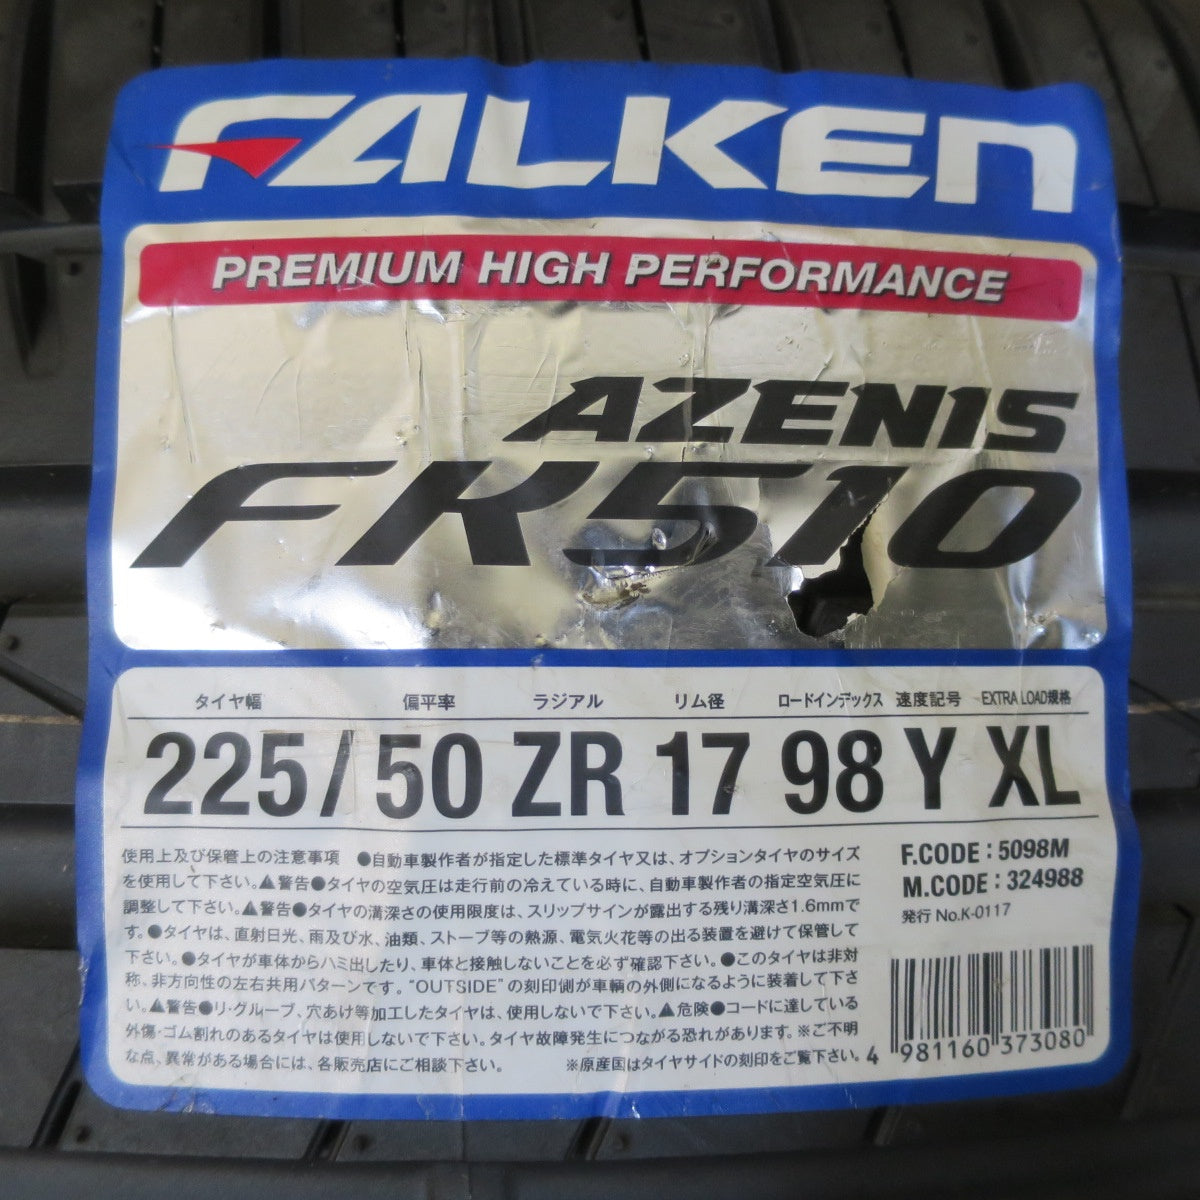 FALKEN
PREMIUM HIGH PERFORMANCE
AZENIS
FK510
タイヤ幅 偏平率 ラジアル リム径 ロードインデックス 速度記号 EXTRA LOAD規格
225/50 ZR 17 98 Y XL
使用上及び保管上の注意事項 ●自動車製作者が指定した標準タイヤ又は、オプションタイヤのサイズ
を使用して下さい。▲警告●タイヤの空気圧は走行前の冷えている時に、自動車製作者の指定空気圧に
調整して下さい。▲警告●タイヤの溝深さの使用限度は、スリップサインが露出する残り溝深さ1.6mmで
す。●タイヤは、直射日光、雨及び水、油類、ストーブ等の熱源、電気火花等の出る装置を避けて保管して
下さい。●タイヤが車体からハミ出したり、車体と接触しないことを必ず確認下さい。●このタイヤは非対
称、非方向性の左右共用パターンです。"OUTSIDE"の刻印側が車輌の外側になるように装着して下さ
い。▲警告●リ・グルーブ、穴あけ等加工したタイヤは、使用しないで下さい。▲危険●コードに達している
外傷・ゴム割れのあるタイヤは使用しないで下さい。タイヤ故障発生につながる恐れがあります。※ご不明
な点、異常がある場合には、各販売店にご相談下さい。 ※原産国はタイヤサイドの刻印をご覧下さい。
F.CODE : 5098M
M.CODE : 324988
発行 No.K-0117
4 981160 373080